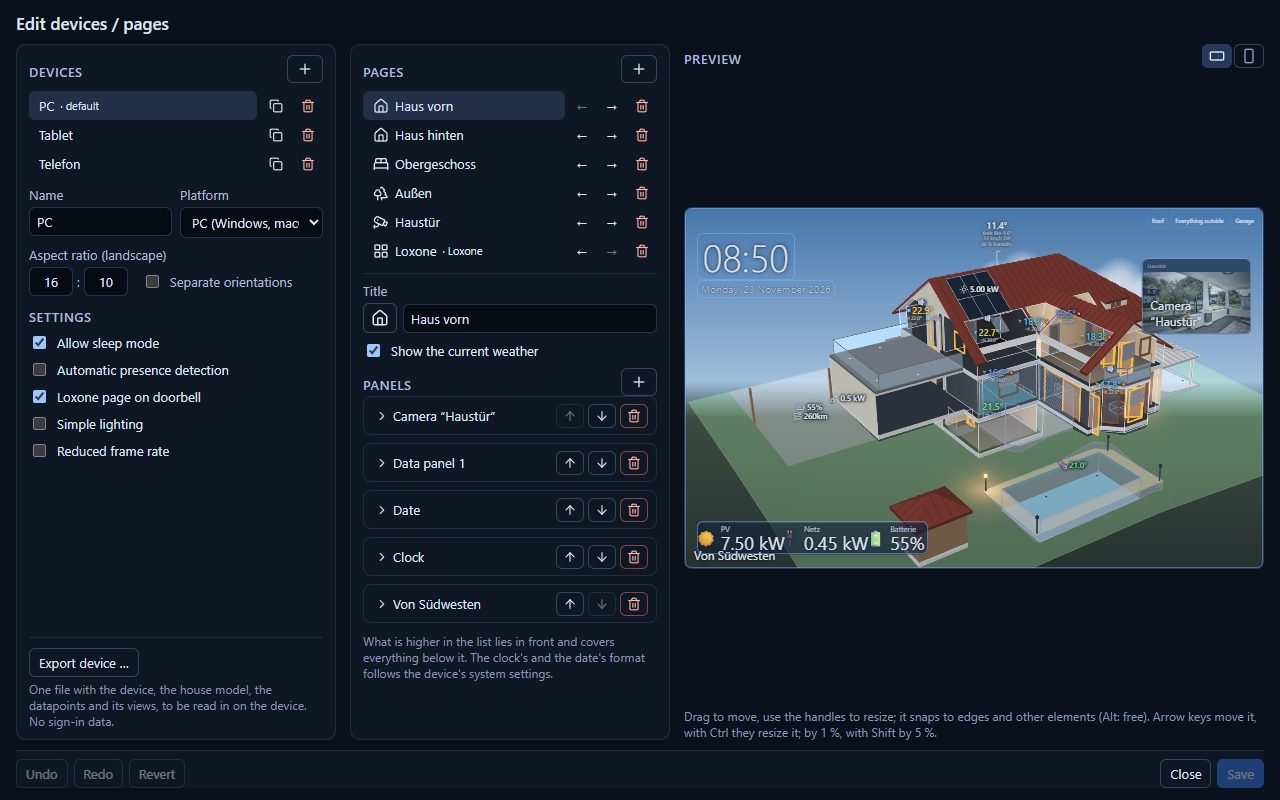 Edit devices / pages
DEVICES
PC · default
Tablet
Telefon
Name
Platform
PC
PC (Windows, mac
Aspect ratio (landscape)
16 : 10
Separate orientations
SETTINGS
Allow sleep mode
Automatic presence detection
Loxone page on doorbell
Simple lighting
Reduced frame rate
Export device ...
One file with the device, the house model, the
datapoints and its views, to be read in on the device.
No sign-in data.
PAGES
Haus vorn
Haus hinten
Obergeschoss
Außen
Haustür
Loxone · Loxone
Title
Haus vorn
Show the current weather
PANELS
Camera “Haustür”
Data panel 1
Date
Clock
Von Südwesten
What is higher in the list lies in front and covers
everything below it. The clock's and the date's format
follows the device's system settings.
PREVIEW
08:50
Monday, 23 November 2026
11.4°
Roof
Everything outside
Garage
Haustür
Camera
“Haustür”
5.00 kW
22.9°
22.7°
18.3°
17.8°
21.5°
0.5 kW
55%
260km
21.0°
PV
7.50 kW
Netz
0.45 kW
Batterie
55%
Von Südwesten
Drag to move, use the handles to resize; it snaps to edges and other elements (Alt: free). Arrow keys move it,
with Ctrl they resize it; by 1 %, with Shift by 5 %.
Undo
Redo
Revert
Close
Save